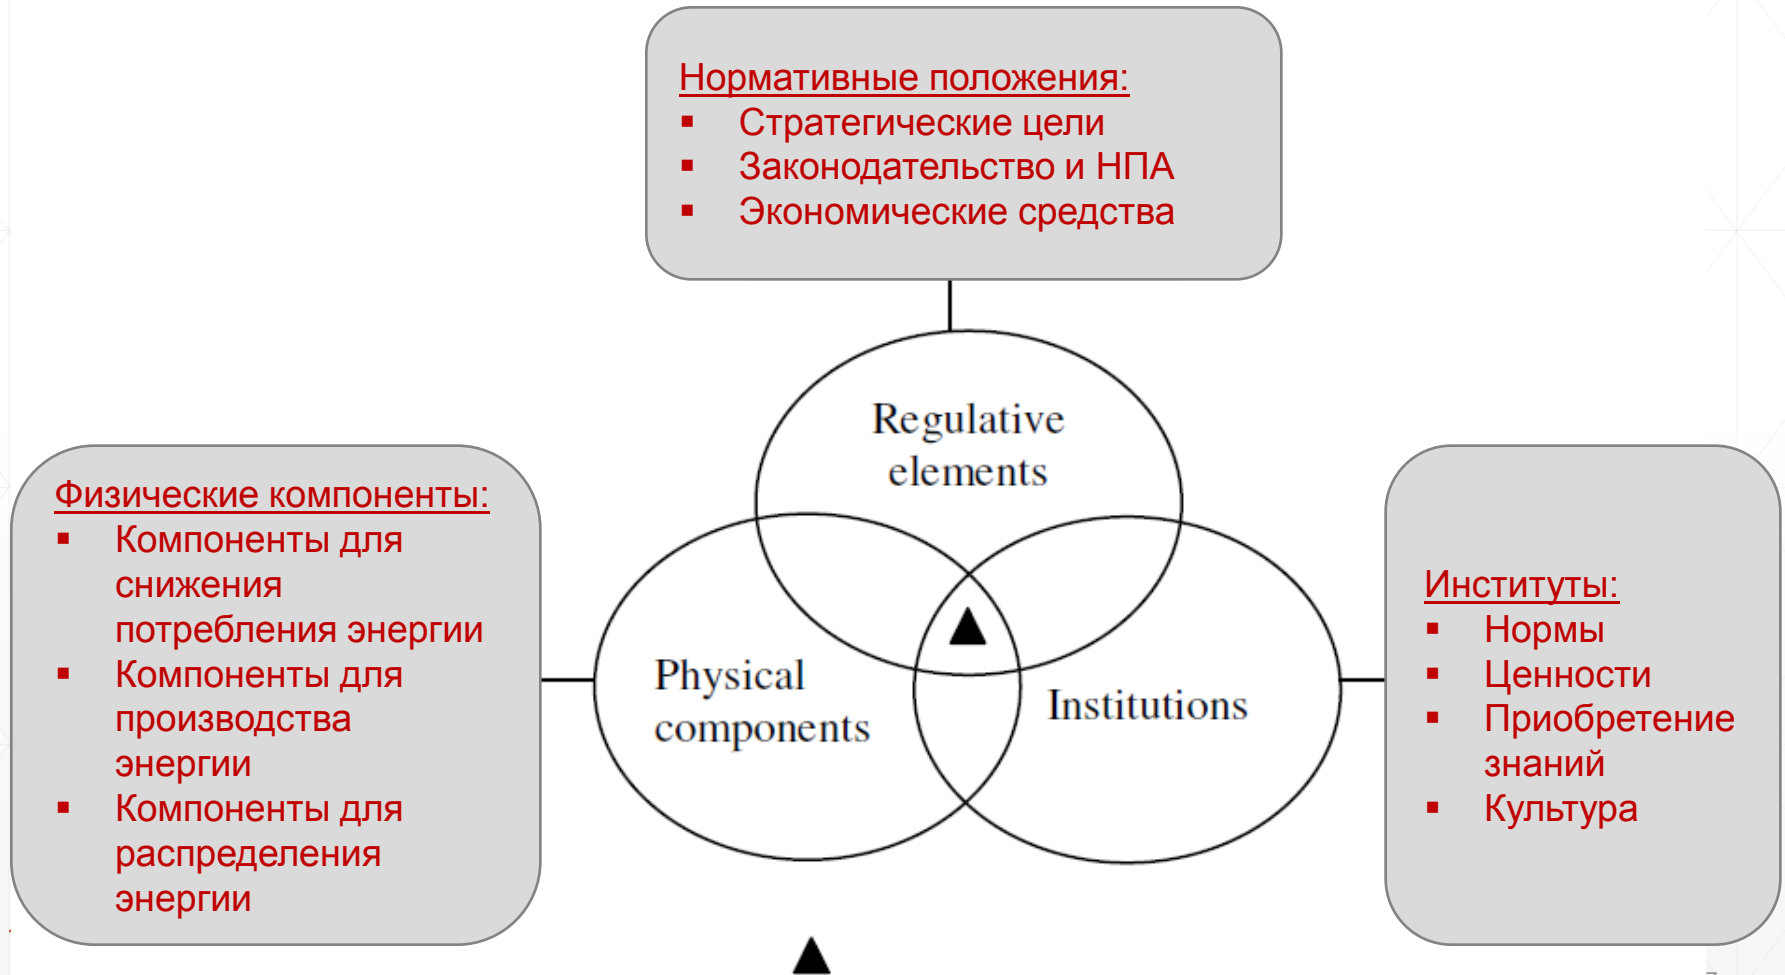 Нормативные положения:
▪ Стратегические цели
▪ Законодательство и НПА
▪ Экономические средства
Regulative
elements
Физические компоненты:
▪ Компоненты для
снижения
потребления энергии
▪ Компоненты для
производства
энергии
▪ Компоненты для
распределения
энергии
Physical
components
Institutions
Институты:
▪ Нормы
▪ Ценности
▪ Приобретение
знаний
▪ Культура